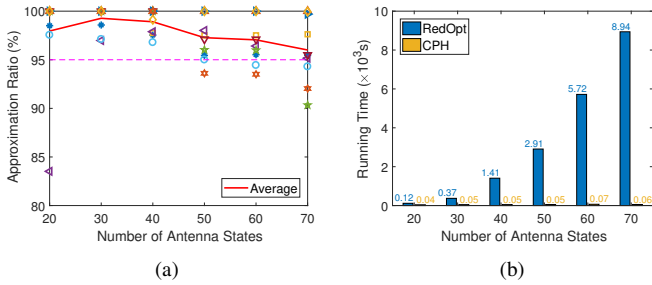 Approximation Ratio (%)
100
95
90
85
80
Average
20 30 40 50 60 70
Number of Antenna States
(a)
Running Time (×10³s)
10
8
6
4
2
0
RedOpt
CPH
0.12 0.04
0.37 0.05
1.41 0.05
2.91 0.05
5.72 0.07
8.94 0.06
20 30 40 50 60 70
Number of Antenna States
(b)